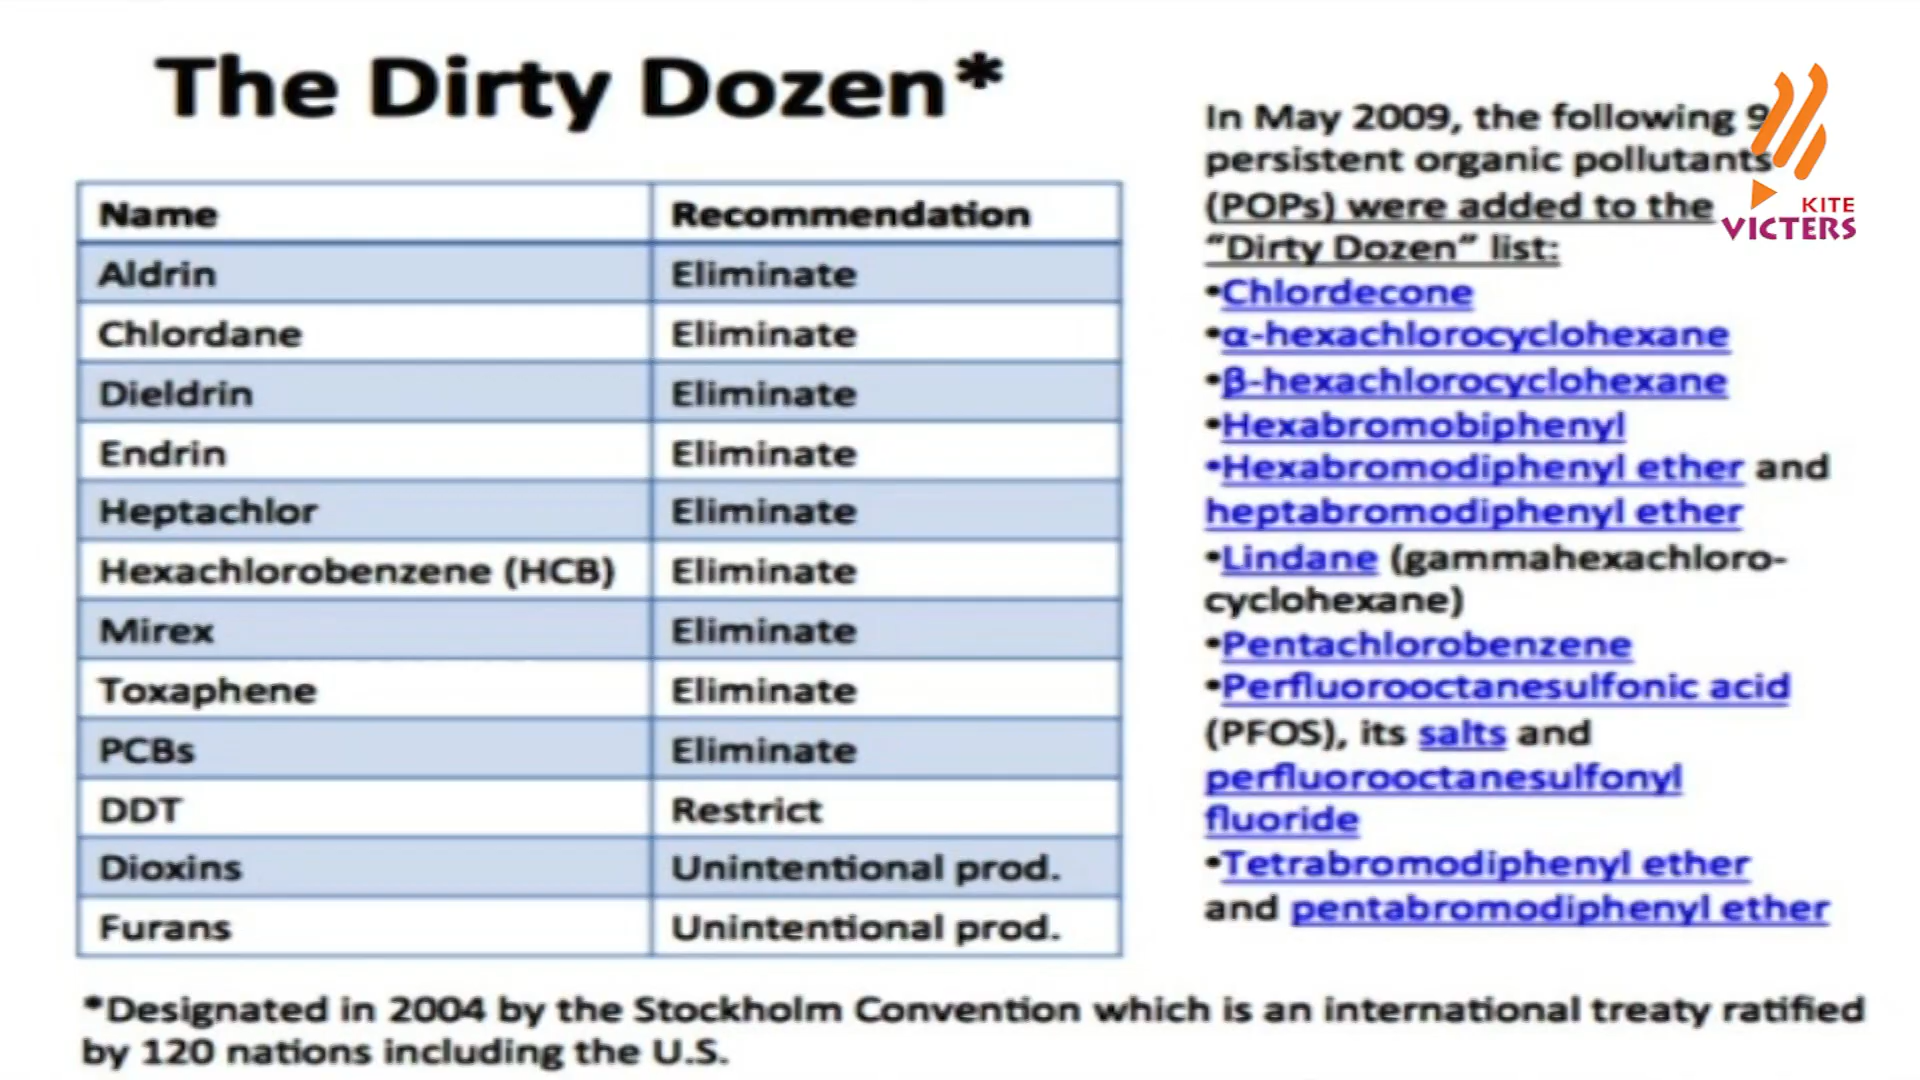 The Dirty Dozen*
Name Recommendation
Aldrin Eliminate
Chlordane Eliminate
Dieldrin Eliminate
Endrin Eliminate
Heptachlor Eliminate
Hexachlorobenzene (HCB) Eliminate
Mirex Eliminate
Toxaphene Eliminate
PCBs Eliminate
DDT Restrict
Dioxins Unintentional prod.
Furans Unintentional prod.
In May 2009, the following 9
persistent organic pollutants
(POPs) were added to the
“Dirty Dozen” list:
•Chlordecone
•α-hexachlorocyclohexane
•β-hexachlorocyclohexane
•Hexabromobiphenyl
•Hexabromodiphenyl ether and
heptabromodiphenyl ether
•Lindane (gammahexachloro-
cyclohexane)
•Pentachlorobenzene
•Perfluorooctanesulfonic acid
(PFOS), its salts and
perfluorooctanesulfonyl
fluoride
•Tetrabromodiphenyl ether
and pentabromodiphenyl ether
*Designated in 2004 by the Stockholm Convention which is an international treaty ratified
by 120 nations including the U.S.
KITE
VICTERS